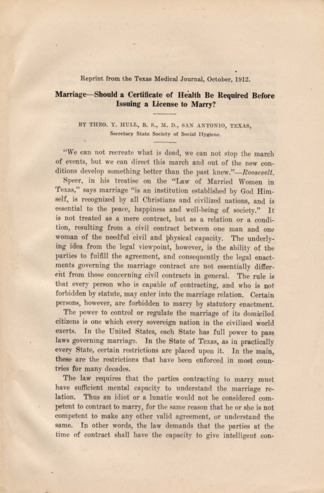 Reprint from the Texas Medical Journal, October, 1912.
Marriage—Should a Certificate of Health Be Required Before
Issuing a License to Marry?
BY THEO. Y. HULL, B. S., M. D., SAN ANTONIO, TEXAS,
Secretary State Society of Social Hygiene.
"We can not recreate what is dead, we can not stop the march
of events, but we can direct this march and out of the new con-
ditions develop something better than the past knew."—Roosevelt.
Speer, in his treatise on the "Law of Married Women in
Texas," says marriage "is an institution established by God Him-
self, is recognized by all Christians and civilized nations, and is
essential to the peace, happiness and well-being of society." It
is not treated as a mere contract, but as a relation or a condi-
tion, resulting from a civil contract between one man and one
woman of the needful civil and physical capacity. The underly-
ing idea from the legal viewpoint, however, is the ability of the
parties to fulfill the agreement, and consequently the legal enact-
ments governing the marriage contract are not essentially differ-
ent from those concerning civil contracts in general. The rule is
that every person who is capable of contracting, and who is not
forbidden by statute, may enter into the marriage relation. Certain
persons, however, are forbidden to marry by statutory enactment.
The power to control or regulate the marriage of its domiciled
citizens is one which every sovereign nation in the civilized world
exerts. In the United States, each State has full power to pass
laws governing marriage. In the State of Texas, as in practically
every State, certain restrictions are placed upon it. In the main,
these are the restrictions that have been enforced in most coun-
tries for many decades.
The law requires that the parties contracting to marry must
have sufficient mental capacity to understand the marriage re-
lation. Thus an idiot or a lunatic would not be considered com-
petent to contract to marry, for the same reason that he or she is not
competent to make any other valid agreement, or understand the
same. In other words, the law demands that the parties at the
time of contract shall have the capacity to give intelligent con-